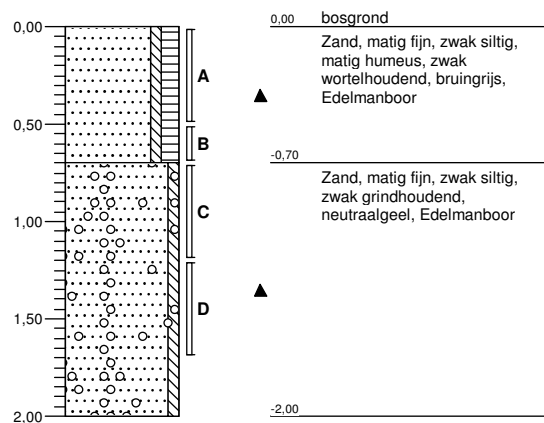 0,00
0,50
1,00
1,50
2,00
A
B
C
D
0,00 bosgrond
Zand, matig fijn, zwak siltig,
matig humeus, zwak
wortelhoudend, bruingrijs,
Edelmanboor
-0,70
Zand, matig fijn, zwak siltig,
zwak grindhoudend,
neutraalgeel, Edelmanboor
-2,00